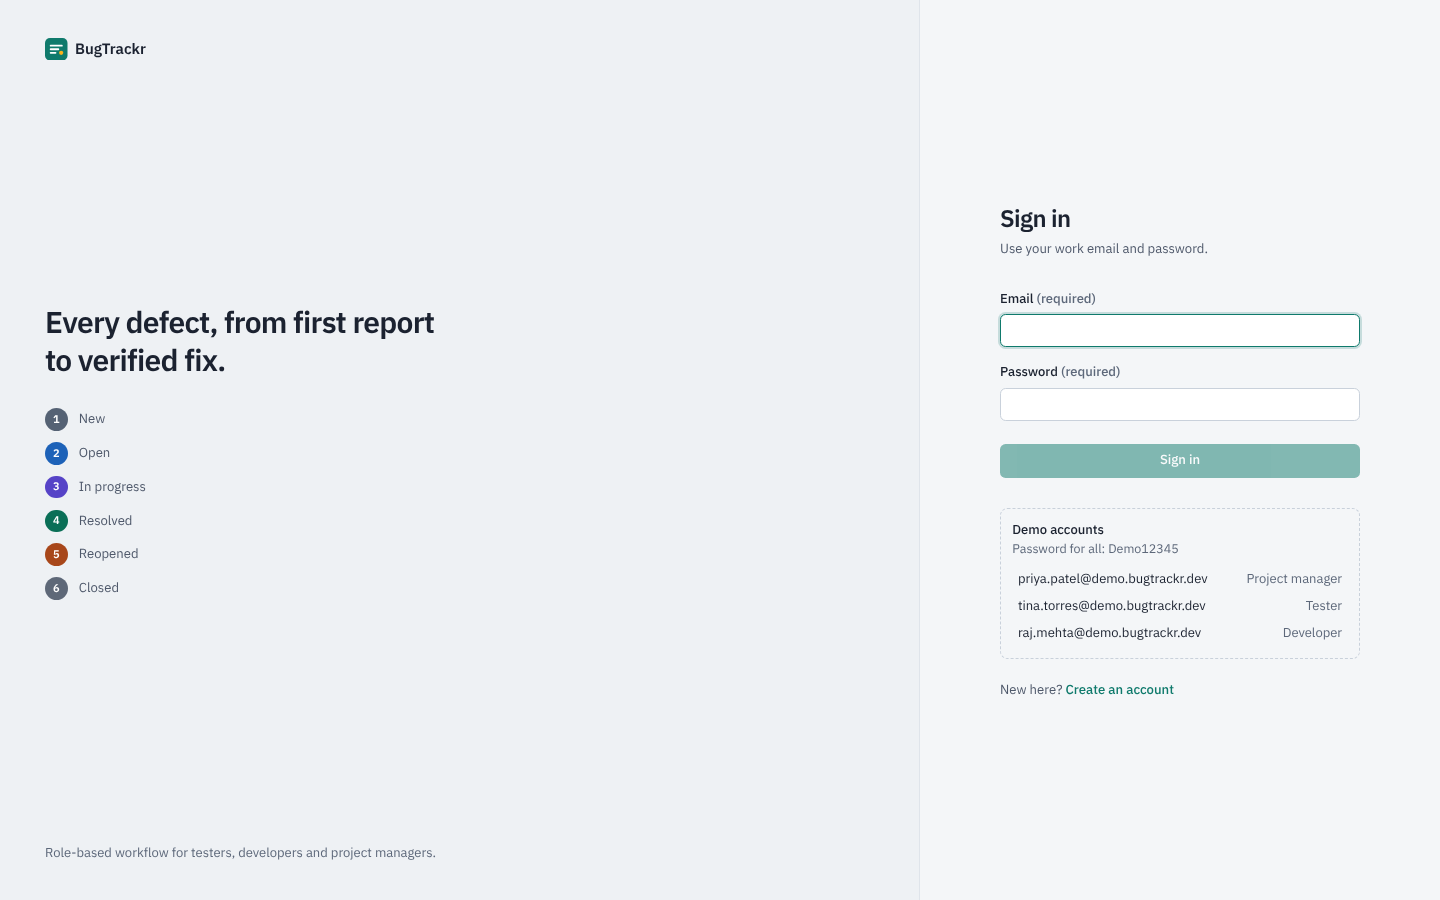 BugTrackr
Every defect, from first report
to verified fix.
1 New
2 Open
3 In progress
4 Resolved
5 Reopened
6 Closed
Role-based workflow for testers, developers and project managers.
Sign in
Use your work email and password.
Email (required)
Password (required)
Sign in
Demo accounts
Password for all: Demo12345
priya.patel@demo.bugtrackr.dev Project manager
tina.torres@demo.bugtrackr.dev Tester
raj.mehta@demo.bugtrackr.dev Developer
New here? Create an account